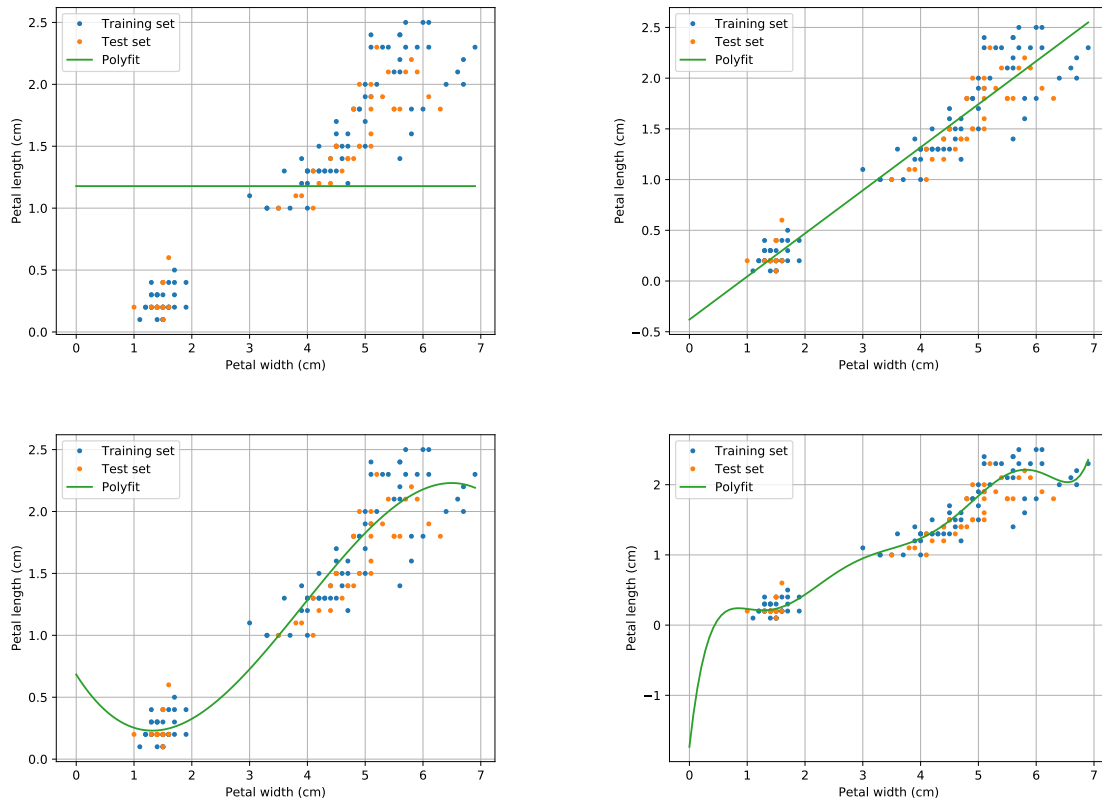 2.5
2.0
1.5
1.0
0.5
0.0
Petal length (cm)
Training set
Test set
Polyfit
0 1 2 3 4 5 6 7
Petal width (cm)
2.5
2.0
1.5
1.0
0.5
0.0
−0.5
Petal length (cm)
Training set
Test set
Polyfit
0 1 2 3 4 5 6 7
Petal width (cm)
2.5
2.0
1.5
1.0
0.5
0.0
Petal length (cm)
Training set
Test set
Polyfit
0 1 2 3 4 5 6 7
Petal width (cm)
2
1
0
−1
Petal length (cm)
Training set
Test set
Polyfit
0 1 2 3 4 5 6 7
Petal width (cm)